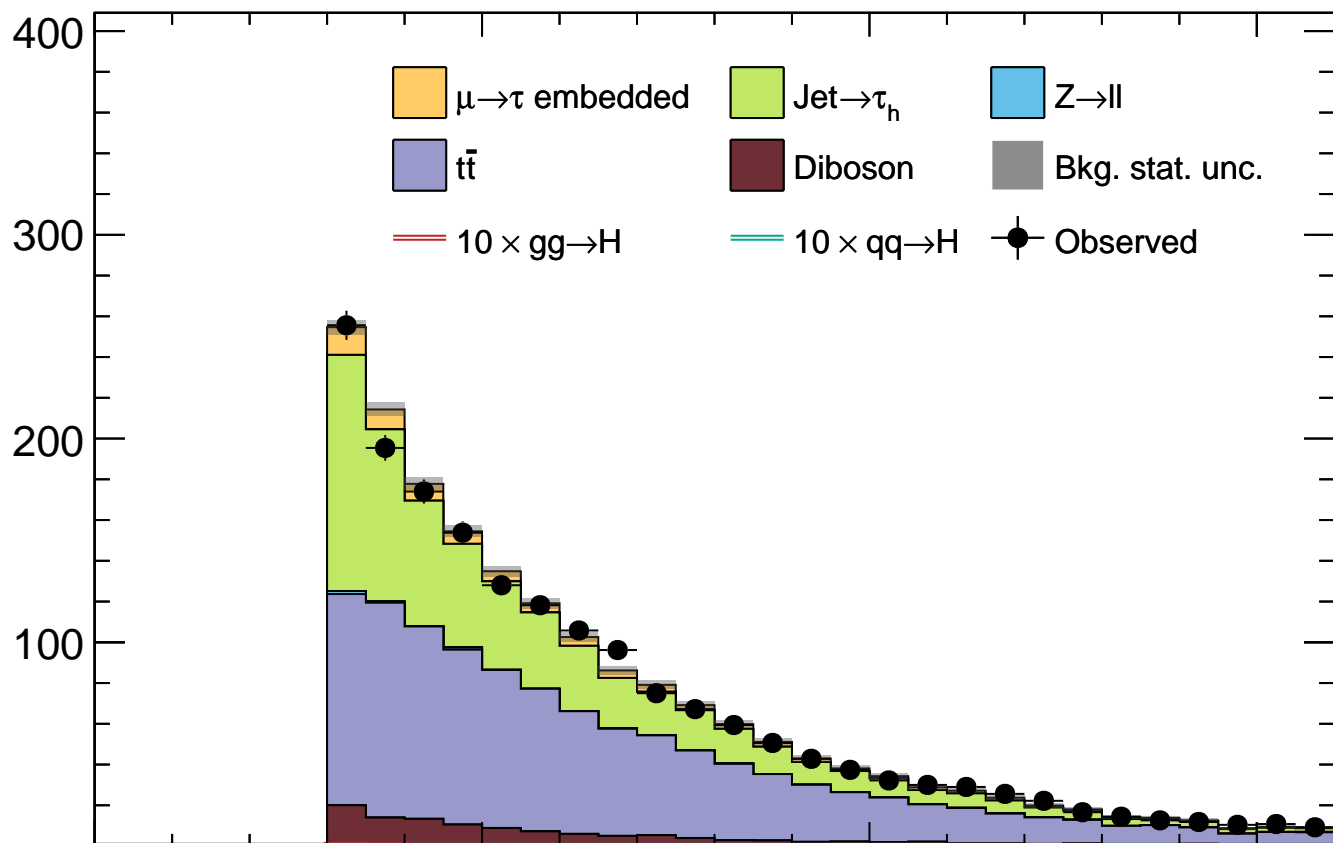 400
μ→τ embedded Jet→τh Z→ll
tt̄ Diboson Bkg. stat. unc.
10 × gg→H 10 × qq→H Observed
300
200
100